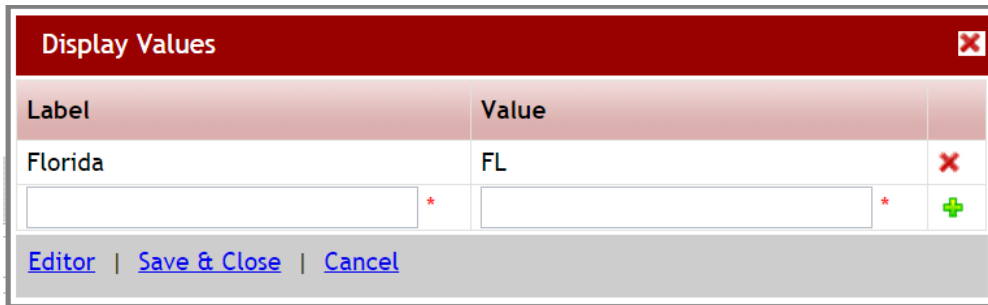 Display Values
Label Value
Florida FL
* *
Editor | Save & Close | Cancel